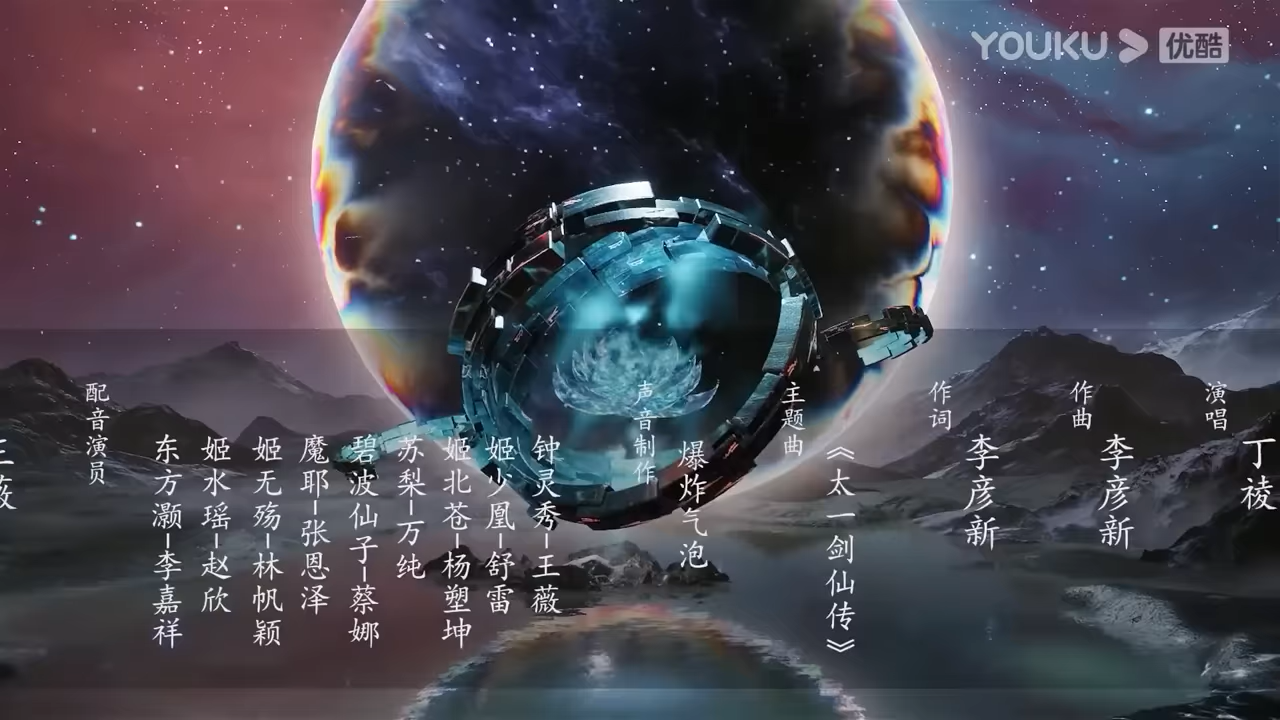 YOUKU 优酷
配音演员
东方灏-李嘉祥
姬水瑶-赵欣
姬无殇-林帆颖
魔耶-张恩泽
碧波仙子-蔡娜
苏梨-万纯
姬北苍-杨塑坤
姬少凰-舒雷
钟灵秀-王薇
声音制作
爆炸气泡
主题曲
《太一剑仙传》
作词
李彦新
作曲
李彦新
演唱
丁祾